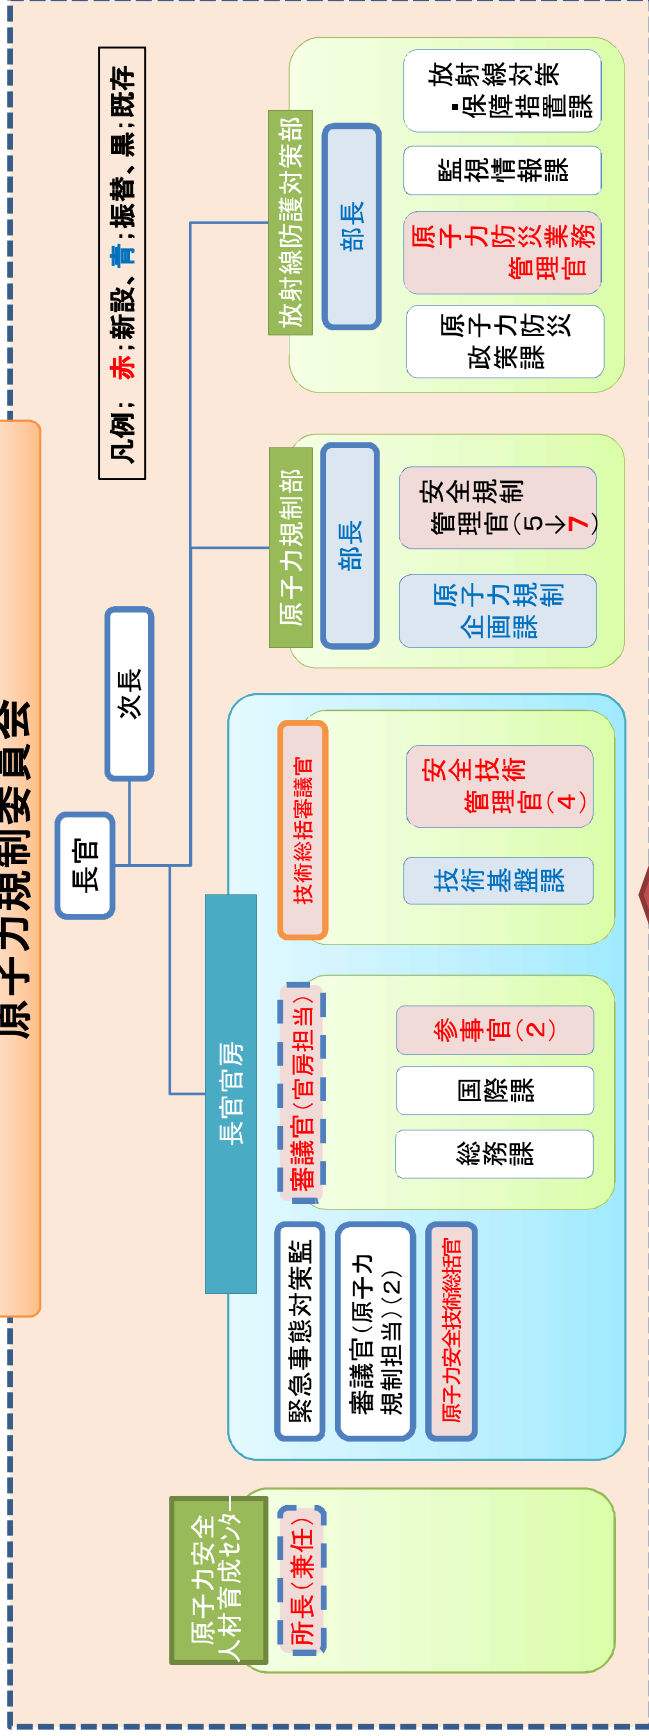 原子力規制委員会
凡例; 赤;新設、青;振替、黒;既存
長官
次長
原子力安全
人材育成センター
所長(兼任)
長官官房
緊急事態対策監
審議官(原子力
規制担当)(2)
原子力安全技術総括官
審議官(官房担当)
総務課
国際課
参事官(2)
技術総括審議官
技術基盤課
安全技術
管理官(4)
原子力規制部
部長
原子力規制
企画課
安全規制
管理官(5→7)
放射線防護対策部
部長
原子力防災
政策課
原子力防災業務
管理官
監視情報課
放射線対策
・保障措置課